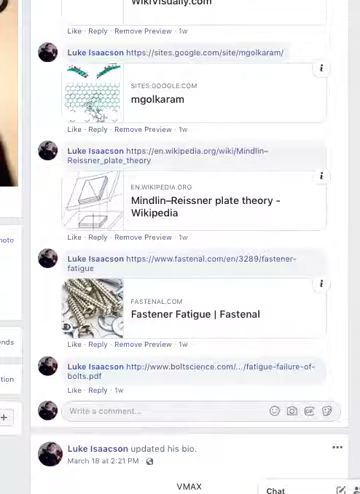 WikiVisually.com
Like · Reply · Remove Preview · 1w
Luke Isaacson https://sites.google.com/site/mgolkaram/
SITES.GOOGLE.COM
mgolkaram
Like · Reply · Remove Preview · 1w
Luke Isaacson https://en.wikipedia.org/wiki/Mindlin–
Reissner_plate_theory
EN.WIKIPEDIA.ORG
Mindlin–Reissner plate theory -
Wikipedia
Like · Reply · Remove Preview · 1w
Luke Isaacson https://www.fastenal.com/en/3289/fastener-
fatigue
FASTENAL.COM
Fastener Fatigue | Fastenal
Like · Reply · Remove Preview · 1w
Luke Isaacson http://www.boltscience.com/.../fatigue-failure-of-
bolts.pdf
Like · Reply · 1w
Write a comment...
Luke Isaacson updated his bio.
March 18 at 2:21 PM ·
VMAX
Chat